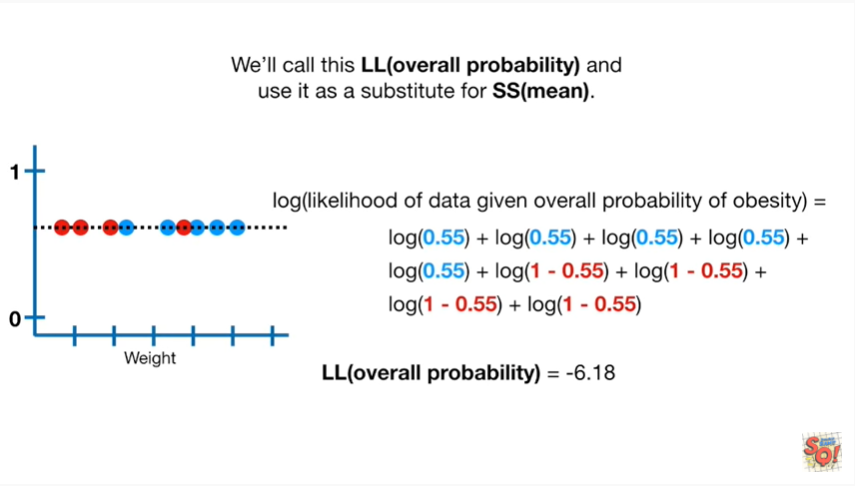 We'll call this LL(overall probability) and
use it as a substitute for SS(mean).
1
log(likelihood of data given overall probability of obesity) =
log(0.55) + log(0.55) + log(0.55) + log(0.55) +
log(0.55) + log(1 - 0.55) + log(1 - 0.55) +
log(1 - 0.55) + log(1 - 0.55)
0
Weight
LL(overall probability) = -6.18
SQ!